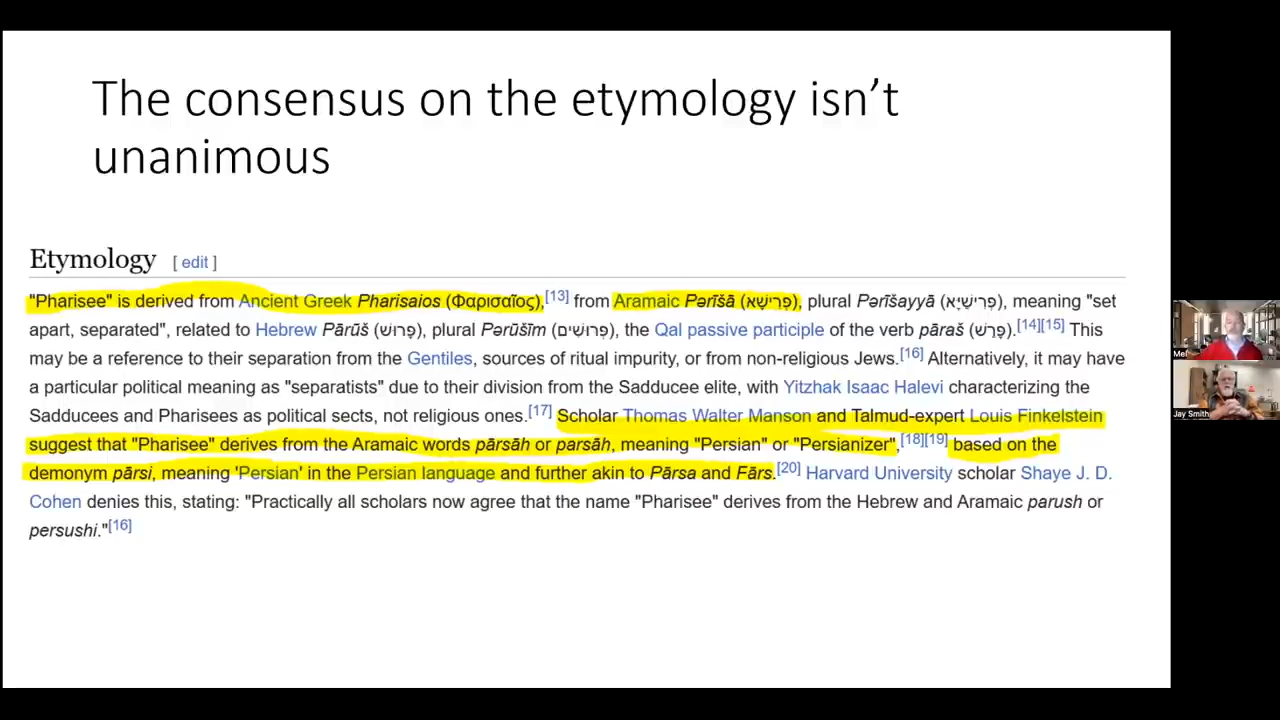 The consensus on the etymology isn’t
unanimous
Etymology [ edit ]
"Pharisee" is derived from Ancient Greek Pharisaios (Φαρισαῖος),[13] from Aramaic Pərīšā (פְּרִישָׁא), plural Pərīšayyā (פְּרִישַׁיָּא), meaning "set
apart, separated", related to Hebrew Pārūš (פָּרוּשׁ), plural Pərūšīm (פְּרוּשִׁים), the Qal passive participle of the verb pāraš (פָּרַשׁ).[14][15] This
may be a reference to their separation from the Gentiles, sources of ritual impurity, or from non-religious Jews.[16] Alternatively, it may have
a particular political meaning as "separatists" due to their division from the Sadducee elite, with Yitzhak Isaac Halevi characterizing the
Sadducees and Pharisees as political sects, not religious ones.[17] Scholar Thomas Walter Manson and Talmud-expert Louis Finkelstein
suggest that "Pharisee" derives from the Aramaic words pārsāh or parsāh, meaning "Persian" or "Persianizer",[18][19] based on the
demonym pārsi, meaning 'Persian' in the Persian language and further akin to Pārsa and Fārs.[20] Harvard University scholar Shaye J. D.
Cohen denies this, stating: "Practically all scholars now agree that the name "Pharisee" derives from the Hebrew and Aramaic parush or
persushi."[16]
Mel
Jay Smith